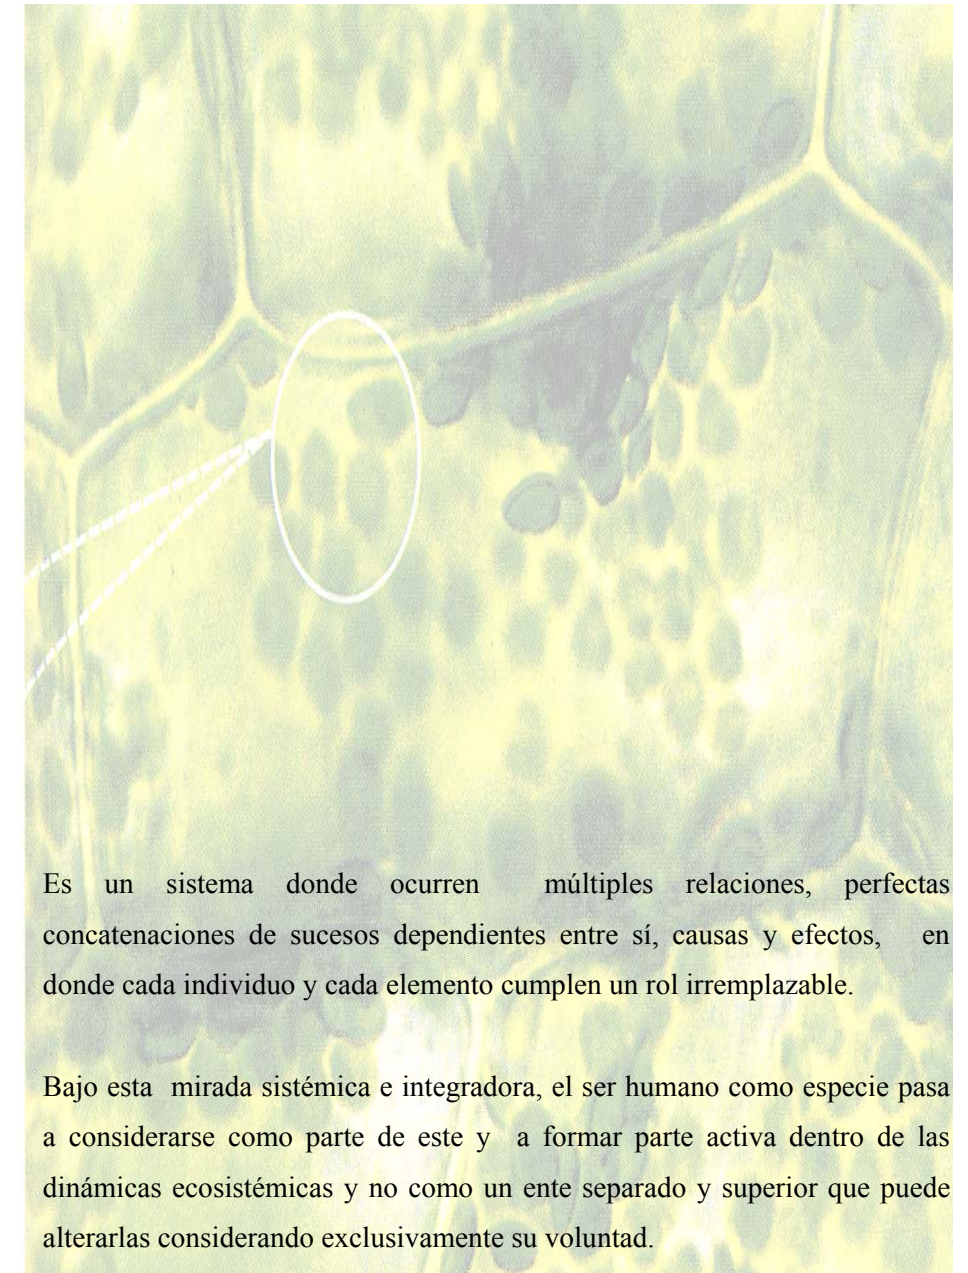 Es un sistema donde ocurren múltiples relaciones, perfectas
concatenaciones de sucesos dependientes entre sí, causas y efectos, en
donde cada individuo y cada elemento cumplen un rol irremplazable.
Bajo esta mirada sistémica e integradora, el ser humano como especie pasa
a considerarse como parte de este y a formar parte activa dentro de las
dinámicas ecosistémicas y no como un ente separado y superior que puede
alterarlas considerando exclusivamente su voluntad.